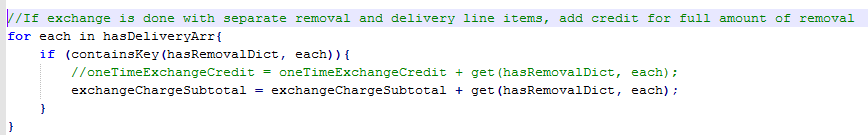 //If exchange is done with separate removal and delivery line items, add credit for full amount of removal
for each in hasDeliveryArr{
    if (containsKey(hasRemovalDict, each)){
        //oneTimeExchangeCredit = oneTimeExchangeCredit + get(hasRemovalDict, each);
        exchangeChargeSubtotal = exchangeChargeSubtotal + get(hasRemovalDict, each);
    }
}